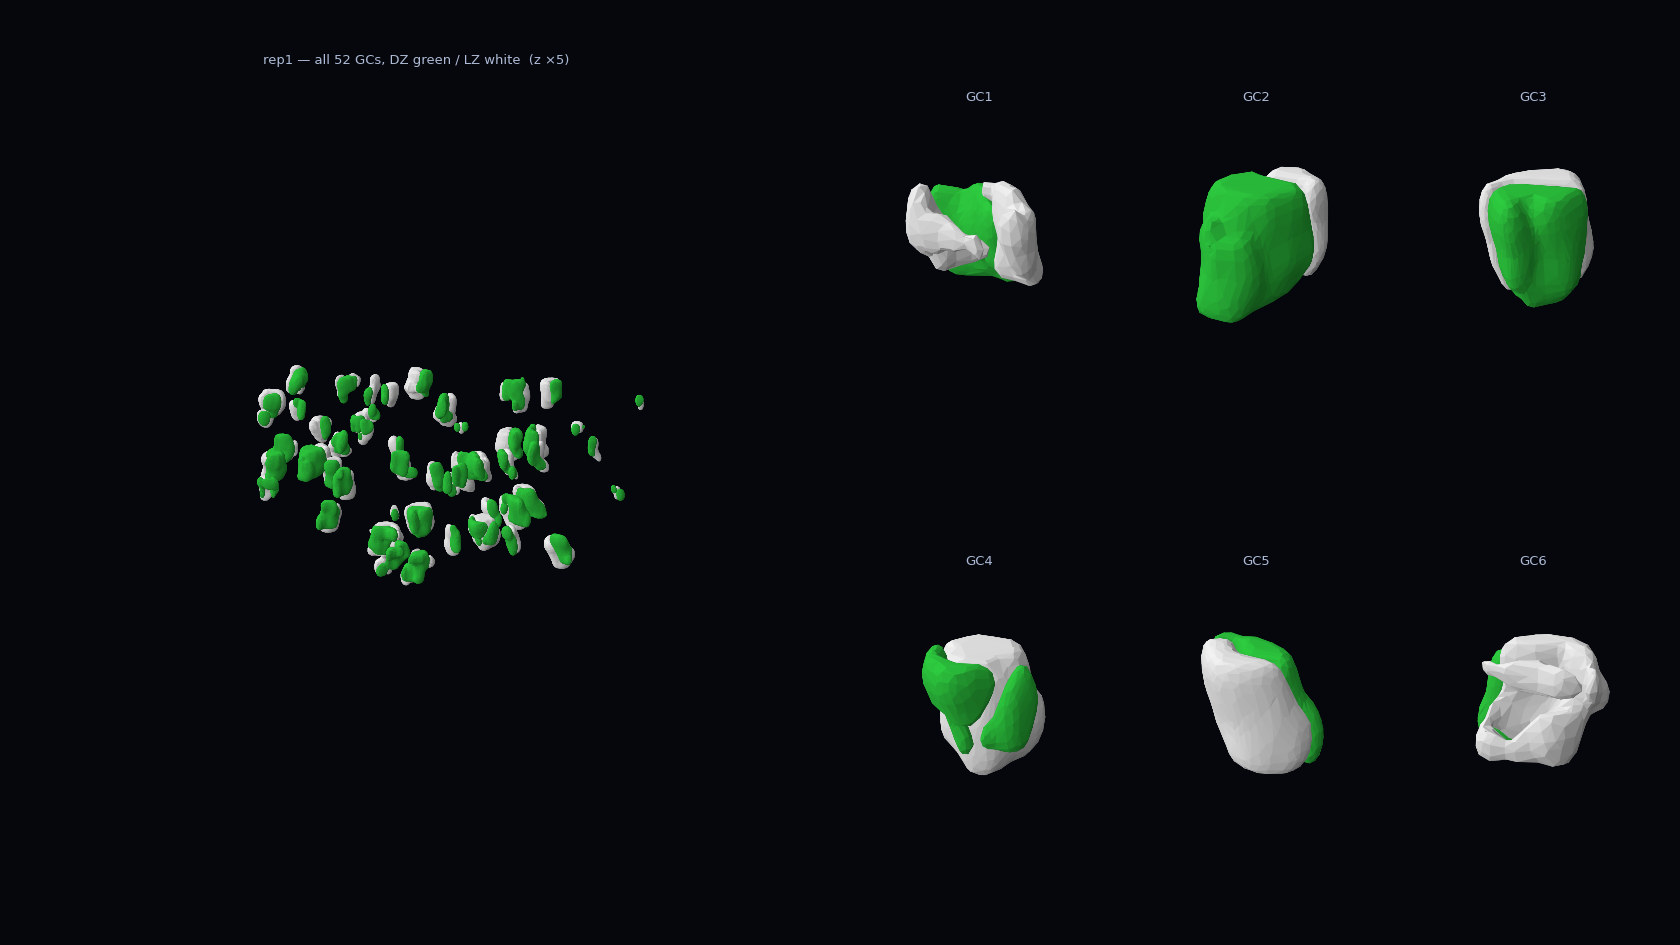 rep1 — all 52 GCs, DZ green / LZ white  (z ×5)
GC1
GC2
GC3
GC4
GC5
GC6